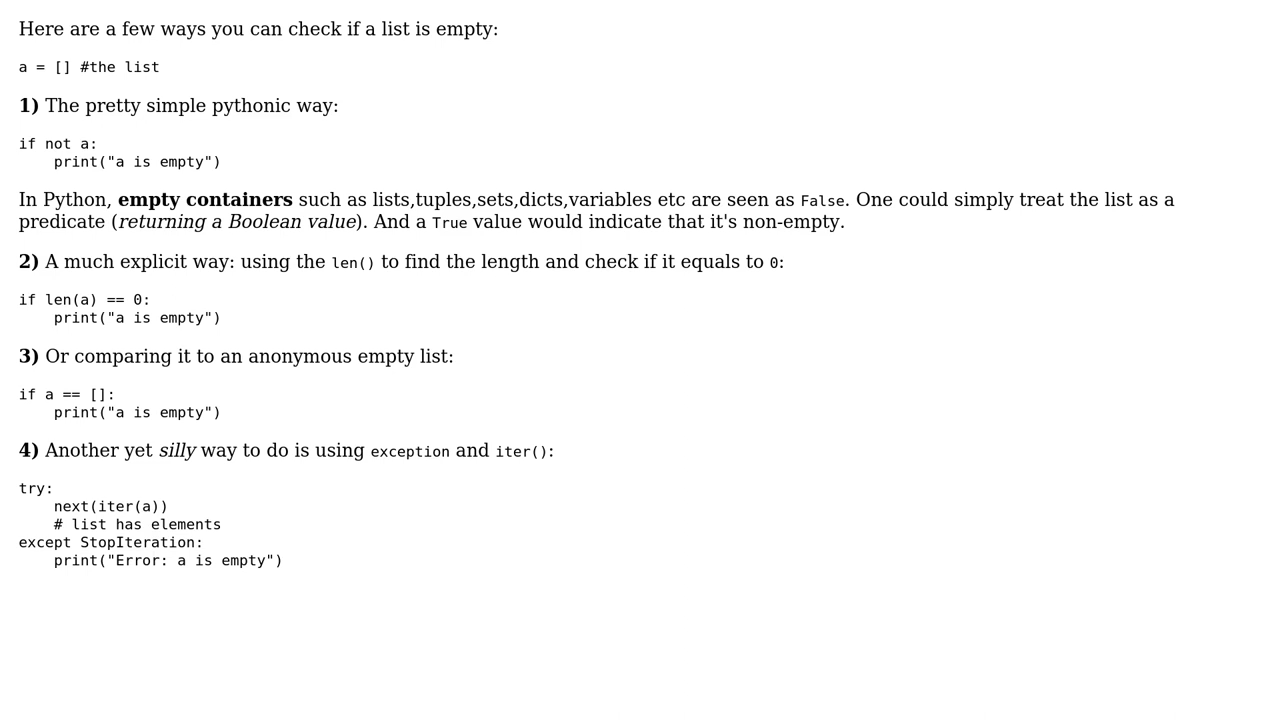 Here are a few ways you can check if a list is empty:
a = [] #the list
1) The pretty simple pythonic way:
if not a:
    print("a is empty")
In Python, empty containers such as lists,tuples,sets,dicts,variables etc are seen as False. One could simply treat the list as a
predicate (returning a Boolean value). And a True value would indicate that it's non-empty.
2) A much explicit way: using the len() to find the length and check if it equals to 0:
if len(a) == 0:
    print("a is empty")
3) Or comparing it to an anonymous empty list:
if a == []:
    print("a is empty")
4) Another yet silly way to do is using exception and iter():
try:
    next(iter(a))
    # list has elements
except StopIteration:
    print("Error: a is empty")